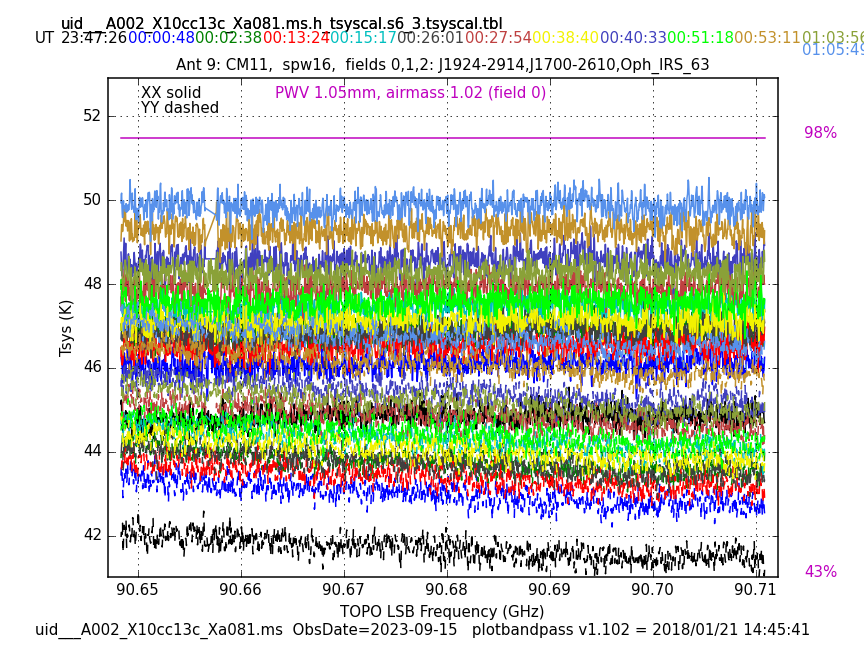 uid___A002_X10cc13c_Xa081.ms.h_tsyscal.s6_3.tsyscal.tbl
UT 23:47:26 00:00:48 00:02:38 00:13:24 00:15:17 00:26:01 00:27:54 00:38:40 00:40:33 00:51:18 00:53:11 01:03:56
01:05:49
Ant 9: CM11,  spw16,  fields 0,1,2: J1924-2914,J1700-2610,Oph_IRS_63
XX solid
PWV 1.05mm, airmass 1.02 (field 0)
YY dashed
52
98%
50
48
Tsys (K)
46
44
42
43%
90.65 90.66 90.67 90.68 90.69 90.70 90.71
TOPO LSB Frequency (GHz)
uid___A002_X10cc13c_Xa081.ms  ObsDate=2023-09-15   plotbandpass v1.102 = 2018/01/21 14:45:41